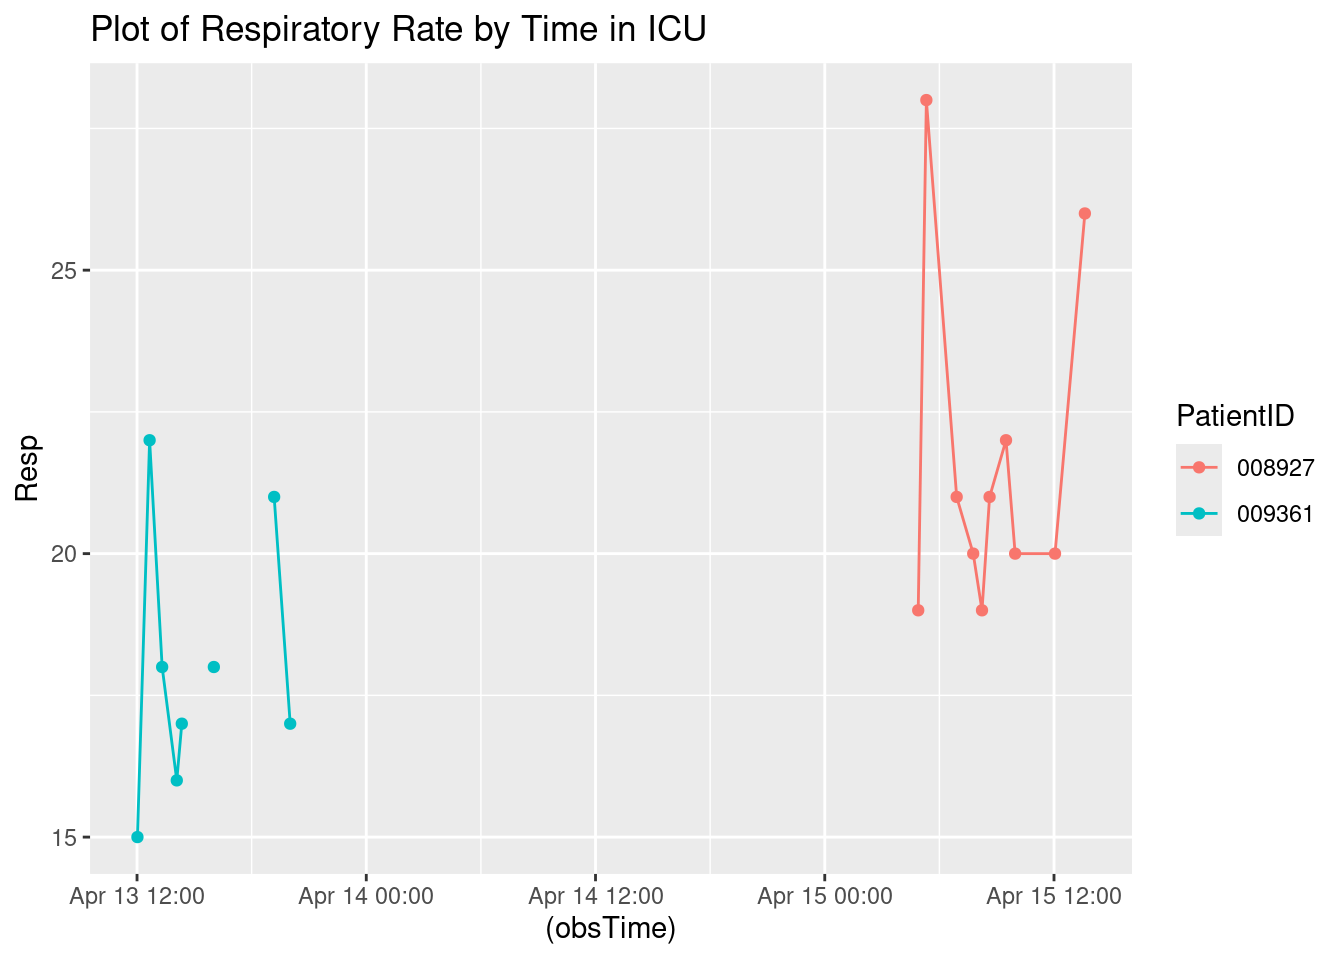 Plot of Respiratory Rate by Time in ICU
Resp
25
20
15
Apr 13 12:00
Apr 14 00:00
Apr 14 12:00
Apr 15 00:00
Apr 15 12:00
(obsTime)
PatientID
008927
009361